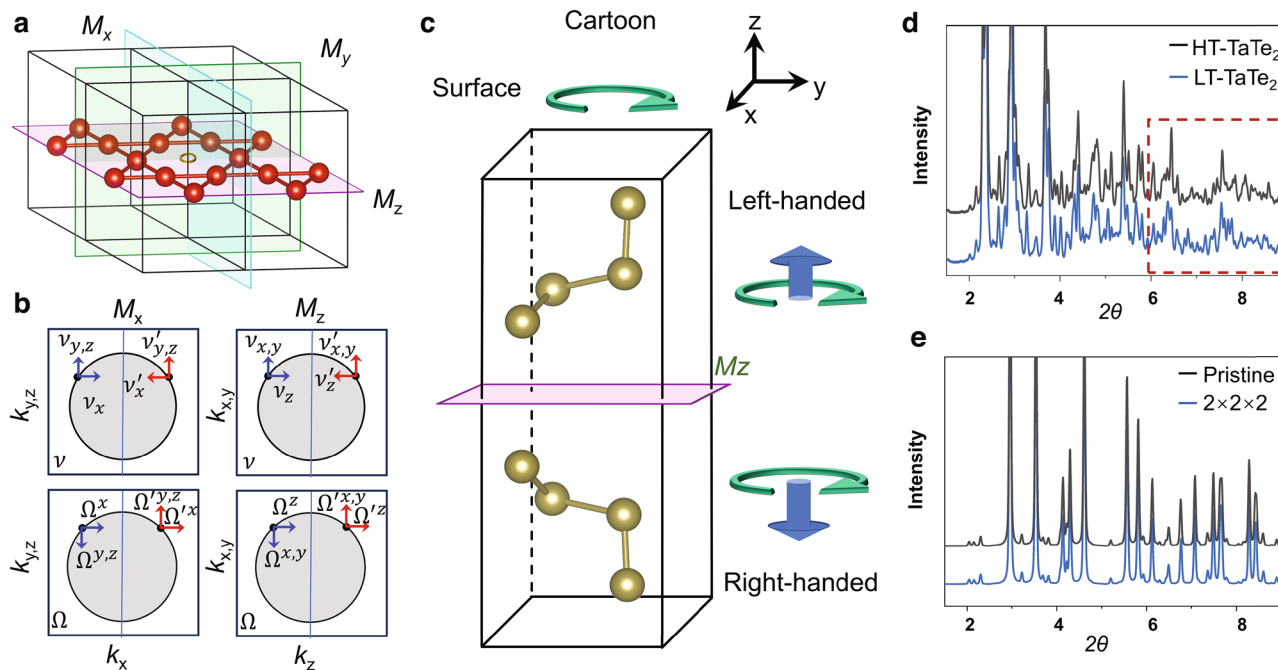 a
M_x
M_y
M_z
b
M_x
M_z
ν_{y,z}
ν'_{y,z}
ν'_x
ν_x
ν
k_{y,z}
ν_{x,y}
ν'_{x,y}
ν'_z
ν_z
ν
k_{x,y}
Ω^x
Ω'^{y,z}
Ω'^x
Ω^{y,z}
Ω
k_{y,z}
k_x
Ω^z
Ω'^{x,y}
Ω'^z
Ω^{x,y}
Ω
k_{x,y}
k_z
c
Cartoon
Surface
z
y
x
Left-handed
Mz
Right-handed
d
HT-TaTe₂
LT-TaTe₂
Intensity
2 4 6 8
2θ
e
Pristine
2×2×2
Intensity
2 4 6 8
2θ